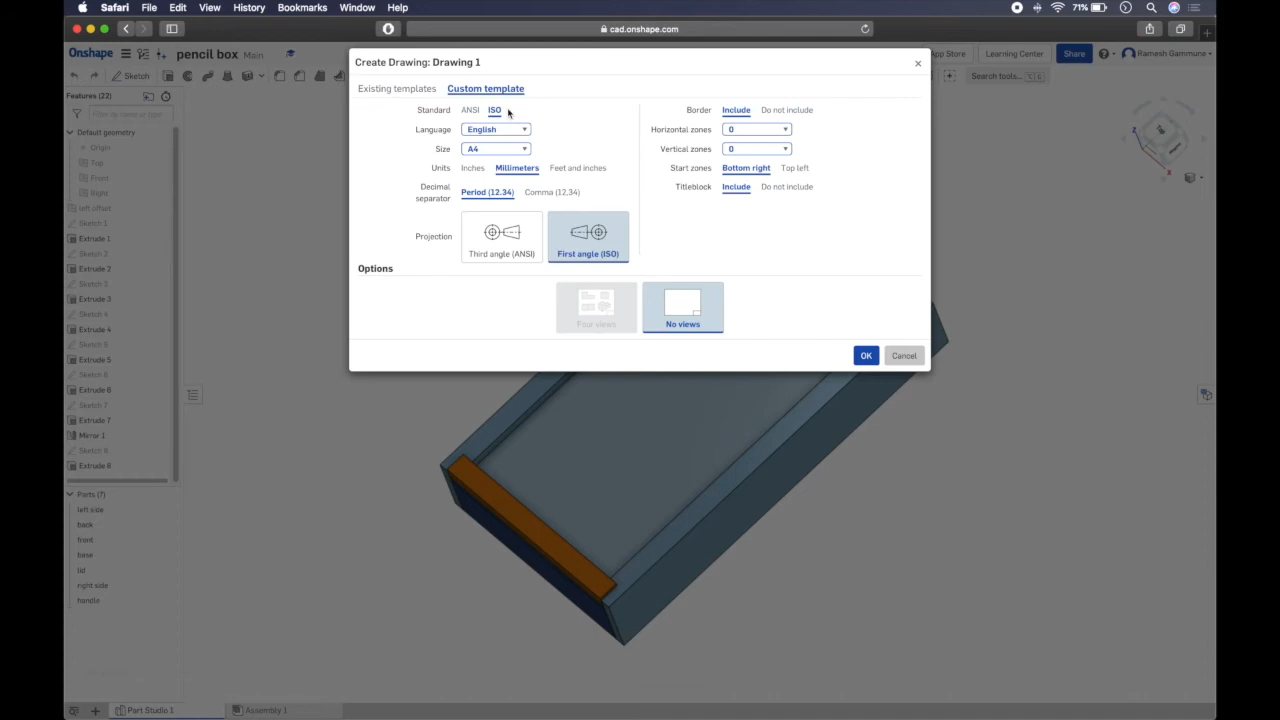 Safari File Edit View History Bookmarks Window Help
71%
cad.onshape.com
Onshape pencil box Main
App Store Learning Center Share Ramesh Gammune
Sketch
Search tools...
Features (22)
Filter by name or type
Default geometry
Origin
Top
Front
Right
left offset
Sketch 1
Extrude 1
Sketch 2
Extrude 2
Sketch 3
Extrude 3
Sketch 4
Extrude 4
Sketch 5
Extrude 5
Sketch 6
Extrude 6
Sketch 7
Extrude 7
Mirror 1
Sketch 8
Extrude 8
Parts (7)
left side
back
front
base
lid
right side
handle
Create Drawing: Drawing 1
Existing templates Custom template
Standard ANSI ISO
Language English
Size A4
Units Inches Millimeters Feet and inches
Decimal separator Period (12.34) Comma (12,34)
Projection Third angle (ANSI) First angle (ISO)
Border Include Do not include
Horizontal zones 0
Vertical zones 0
Start zones Bottom right Top left
Titleblock Include Do not include
Options
Four views No views
OK Cancel
Z
X
Part Studio 1 Assembly 1